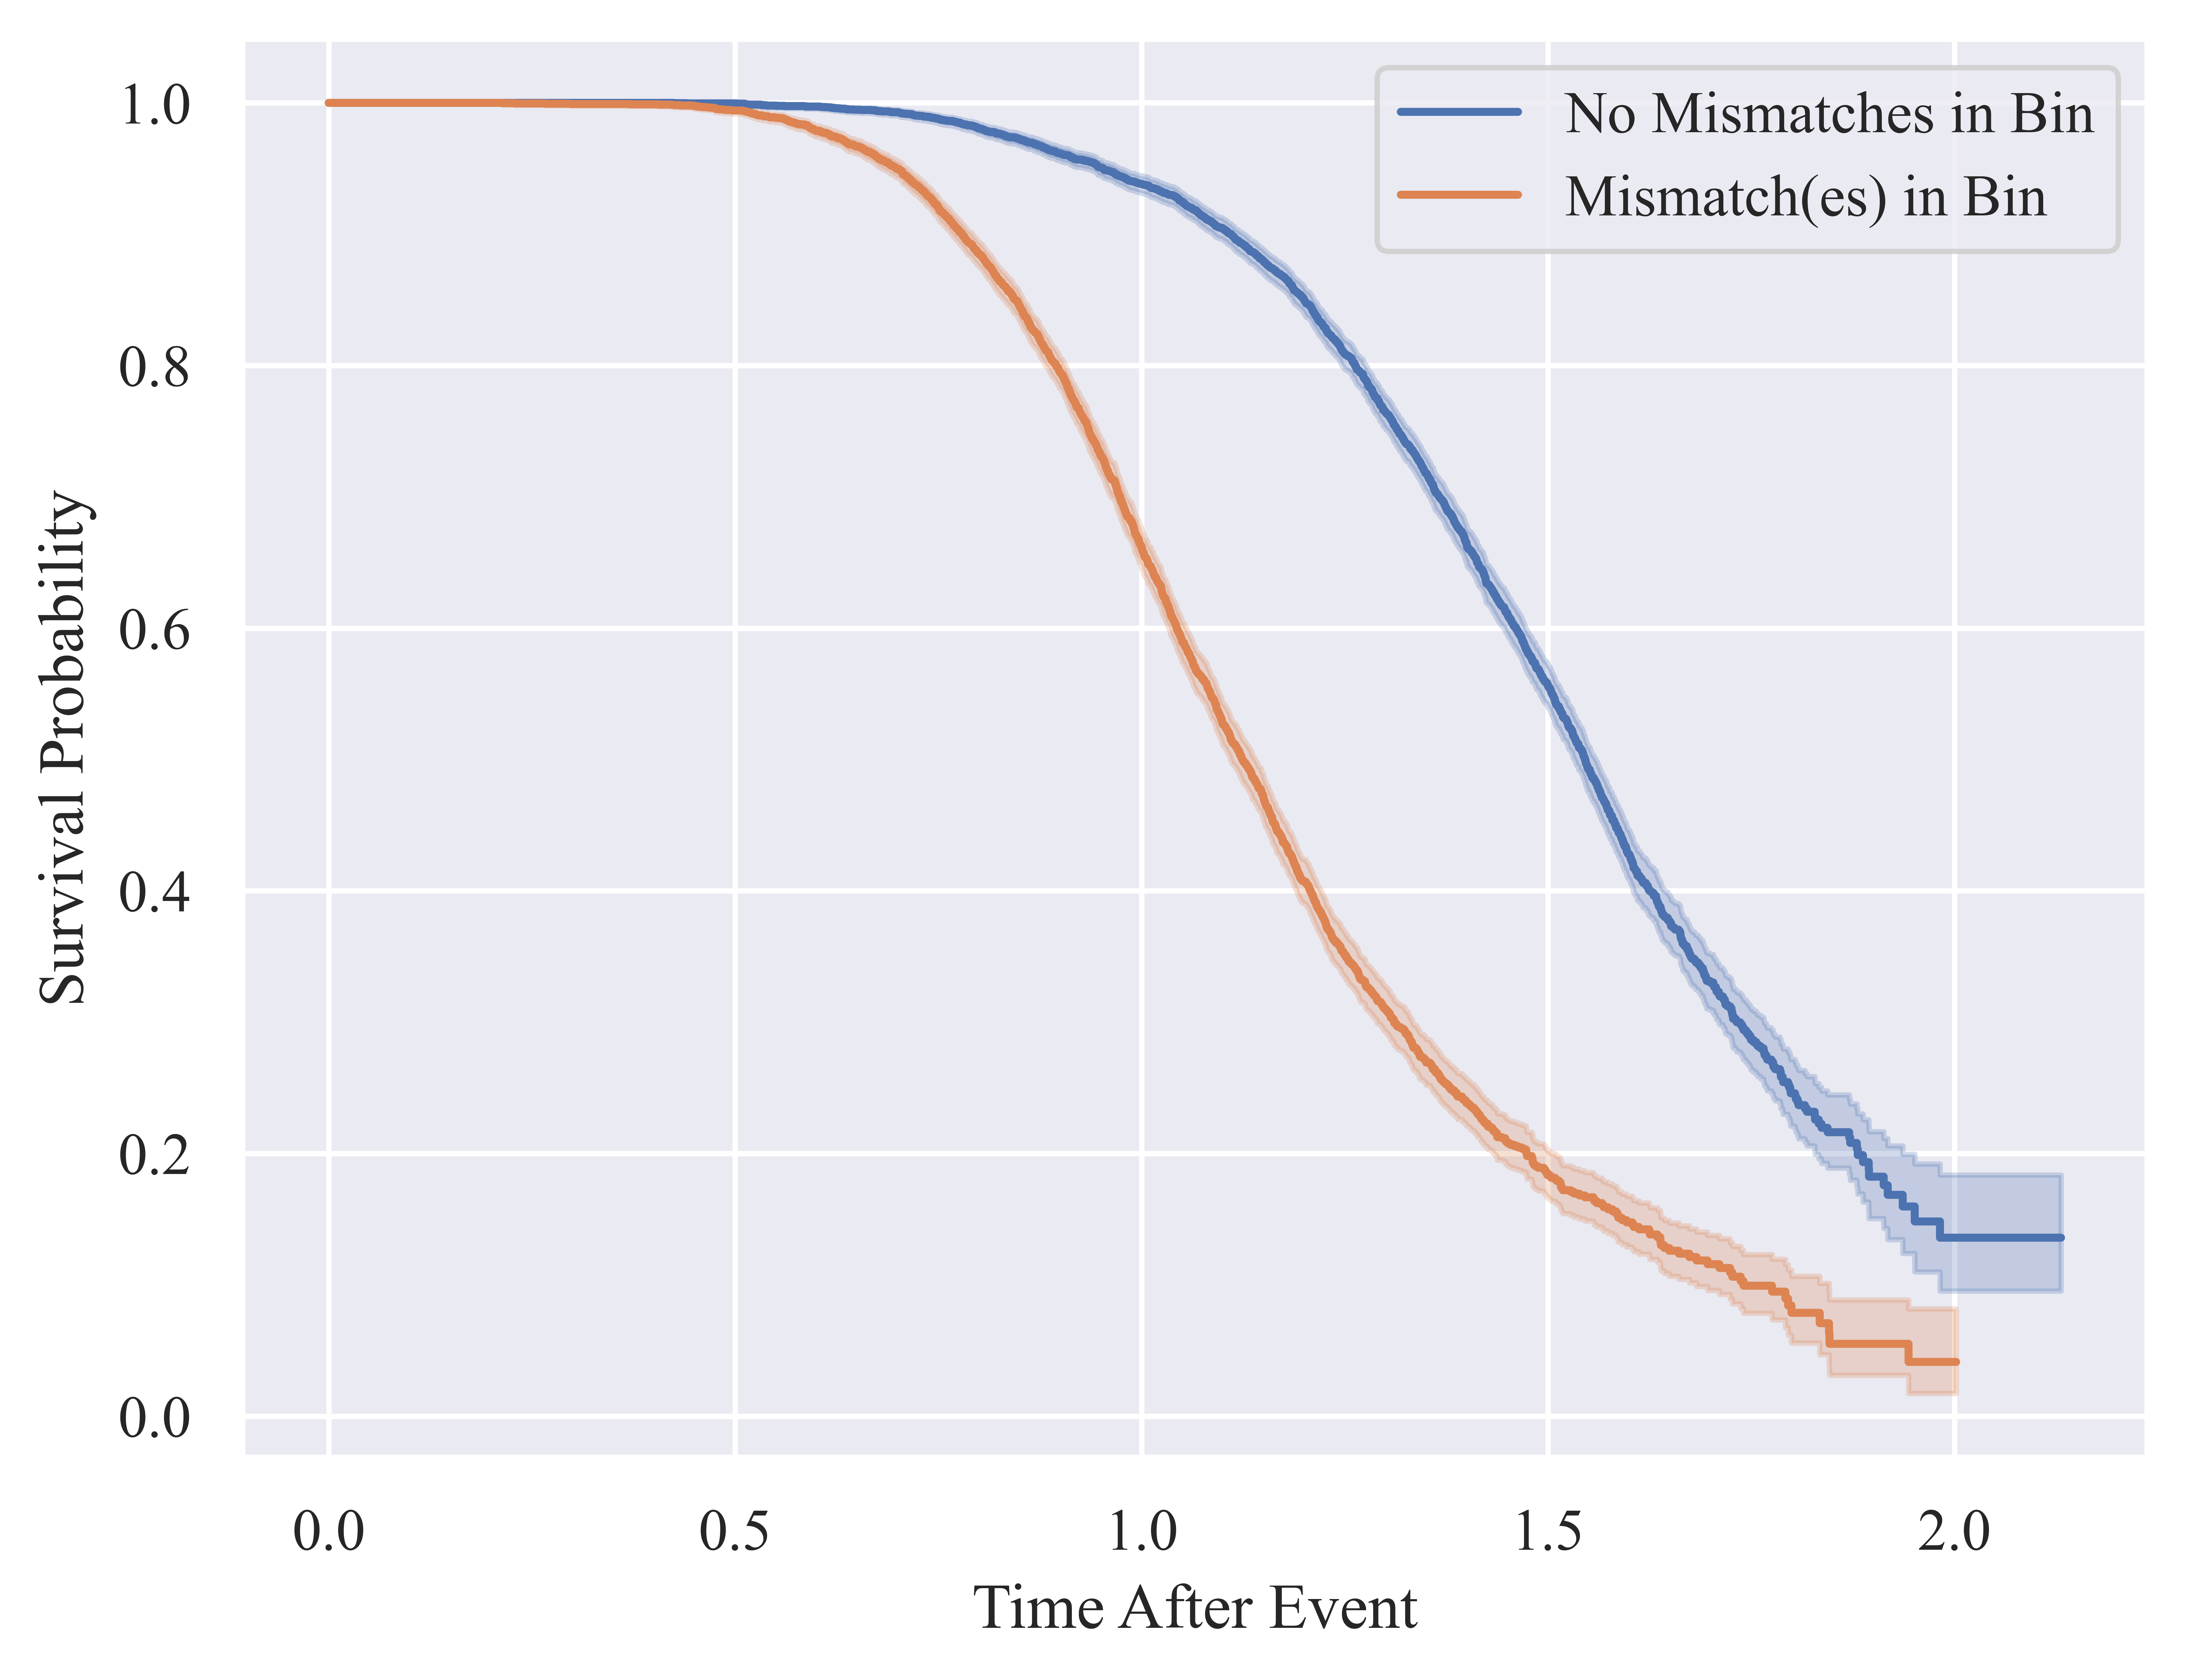 No Mismatches in Bin
Mismatch(es) in Bin
1.0
0.8
0.6
0.4
0.2
0.0
Survival Probability
0.0 0.5 1.0 1.5 2.0
Time After Event